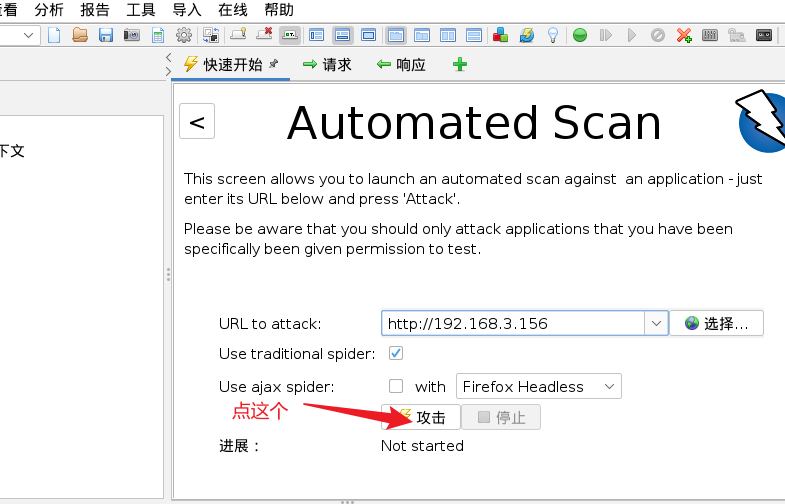 查看 分析 报告 工具 导入 在线 帮助
快速开始 请求 响应
下文
<
Automated Scan
This screen allows you to launch an automated scan against an application - just
enter its URL below and press 'Attack'.
Please be aware that you should only attack applications that you have been
specifically been given permission to test.
URL to attack: http://192.168.3.156 选择...
Use traditional spider:
Use ajax spider: with Firefox Headless
点这个 攻击 停止
进展： Not started